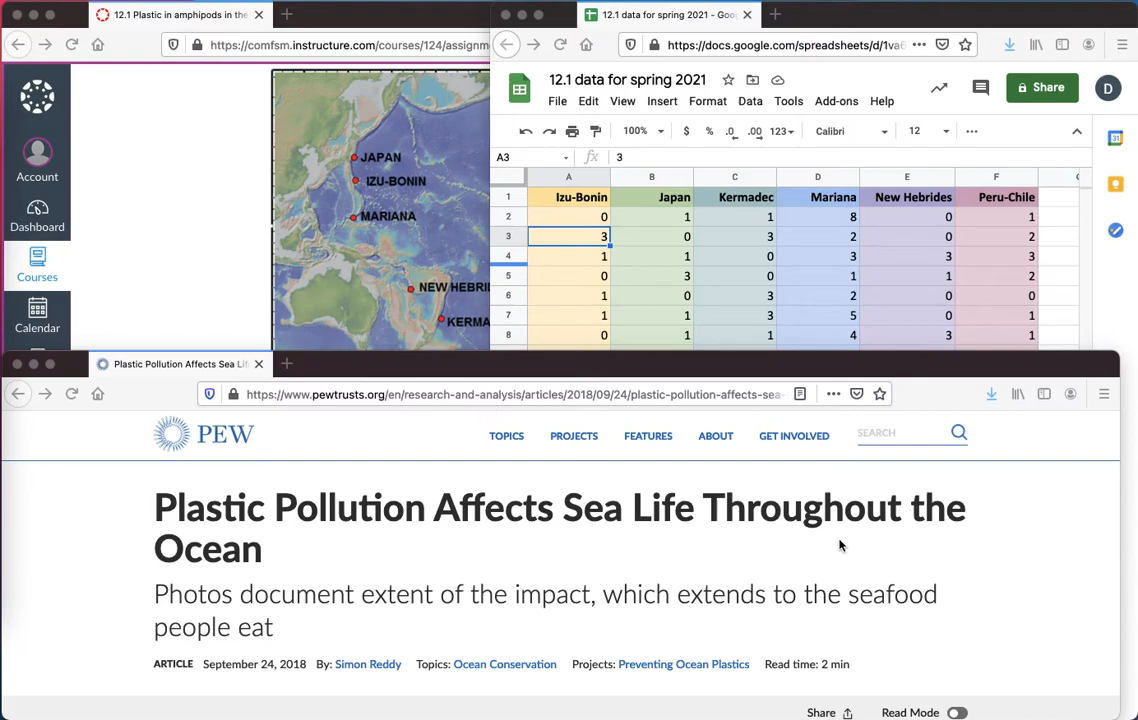 12.1 Plastic in amphipods in the
https://comfsm.instructure.com/courses/124/assignm
Account
Dashboard
Courses
Calendar
JAPAN
IZU-BONIN
MARIANA
NEW HEBRI
KERMA
12.1 data for spring 2021 - Goo
https://docs.google.com/spreadsheets/d/1va6
12.1 data for spring 2021
Share
D
File Edit View Insert Format Data Tools Add-ons Help
100% $ % .0 .00 123 Calibri 12
A3 fx 3
A B C D E F
1 Izu-Bonin Japan Kermadec Mariana New Hebrides Peru-Chile
2 0 1 1 8 0 1
3 3 0 3 2 0 2
4 1 1 0 3 3 3
5 0 3 0 1 1 2
6 1 0 3 2 0 0
7 1 1 3 5 0 1
8 0 1 1 4 3 1
31
Plastic Pollution Affects Sea Lif
https://www.pewtrusts.org/en/research-and-analysis/articles/2018/09/24/plastic-pollution-affects-sea-
PEW
TOPICS PROJECTS FEATURES ABOUT GET INVOLVED SEARCH
Plastic Pollution Affects Sea Life Throughout the
Ocean
Photos document extent of the impact, which extends to the seafood
people eat
ARTICLE September 24, 2018 By: Simon Reddy Topics: Ocean Conservation Projects: Preventing Ocean Plastics Read time: 2 min
Share Read Mode